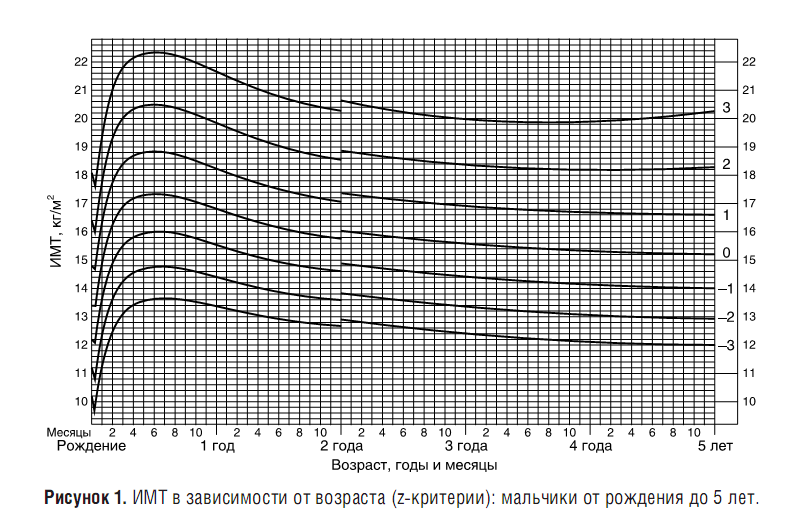 22 22
21 21
20 20 3
19 19
18 18 2
17 17 1
16 16
15 15 0
14 14 –1
13 13 –2
12 12 –3
11 11
10 10
ИМТ, кг/м²
Месяцы 2 4 6 8 10 2 4 6 8 10 2 4 6 8 10 2 4 6 8 10 2 4 6 8 10
Рождение 1 год 2 года 3 года 4 года 5 лет
Возраст, годы и месяцы
Рисунок 1. ИМТ в зависимости от возраста (z-критерии): мальчики от рождения до 5 лет.